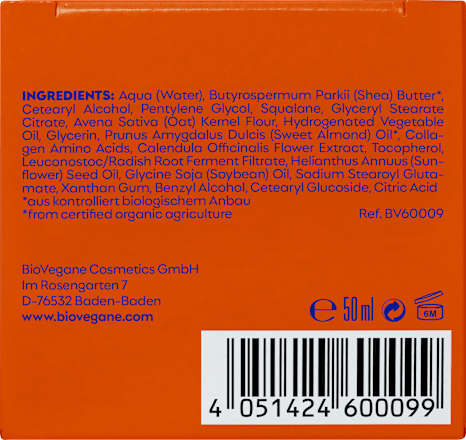 INGREDIENTS: Aqua (Water), Butyrospermum Parkii (Shea) Butter*,
Cetearyl Alcohol, Pentylene Glycol, Squalane, Glyceryl Stearate
Citrate, Avena Sativa (Oat) Kernel Flour, Hydrogenated Vegetable
Oil, Glycerin, Prunus Amygdalus Dulcis (Sweet Almond) Oil*, Colla-
gen Amino Acids, Calendula Officinalis Flower Extract, Tocopherol,
Leuconostoc/Radish Root Ferment Filtrate, Helianthus Annuus (Sun-
flower) Seed Oil, Glycine Soja (Soybean) Oil, Sodium Stearoyl Gluta-
mate, Xanthan Gum, Benzyl Alcohol, Cetearyl Glucoside, Citric Acid
*aus kontrolliert biologischem Anbau
*from certified organic agriculture Ref. BV60009
BioVegane Cosmetics GmbH
Im Rosengarten 7
D-76532 Baden-Baden
www.biovegane.com
℮ 50ml 6M
4 051424 600099